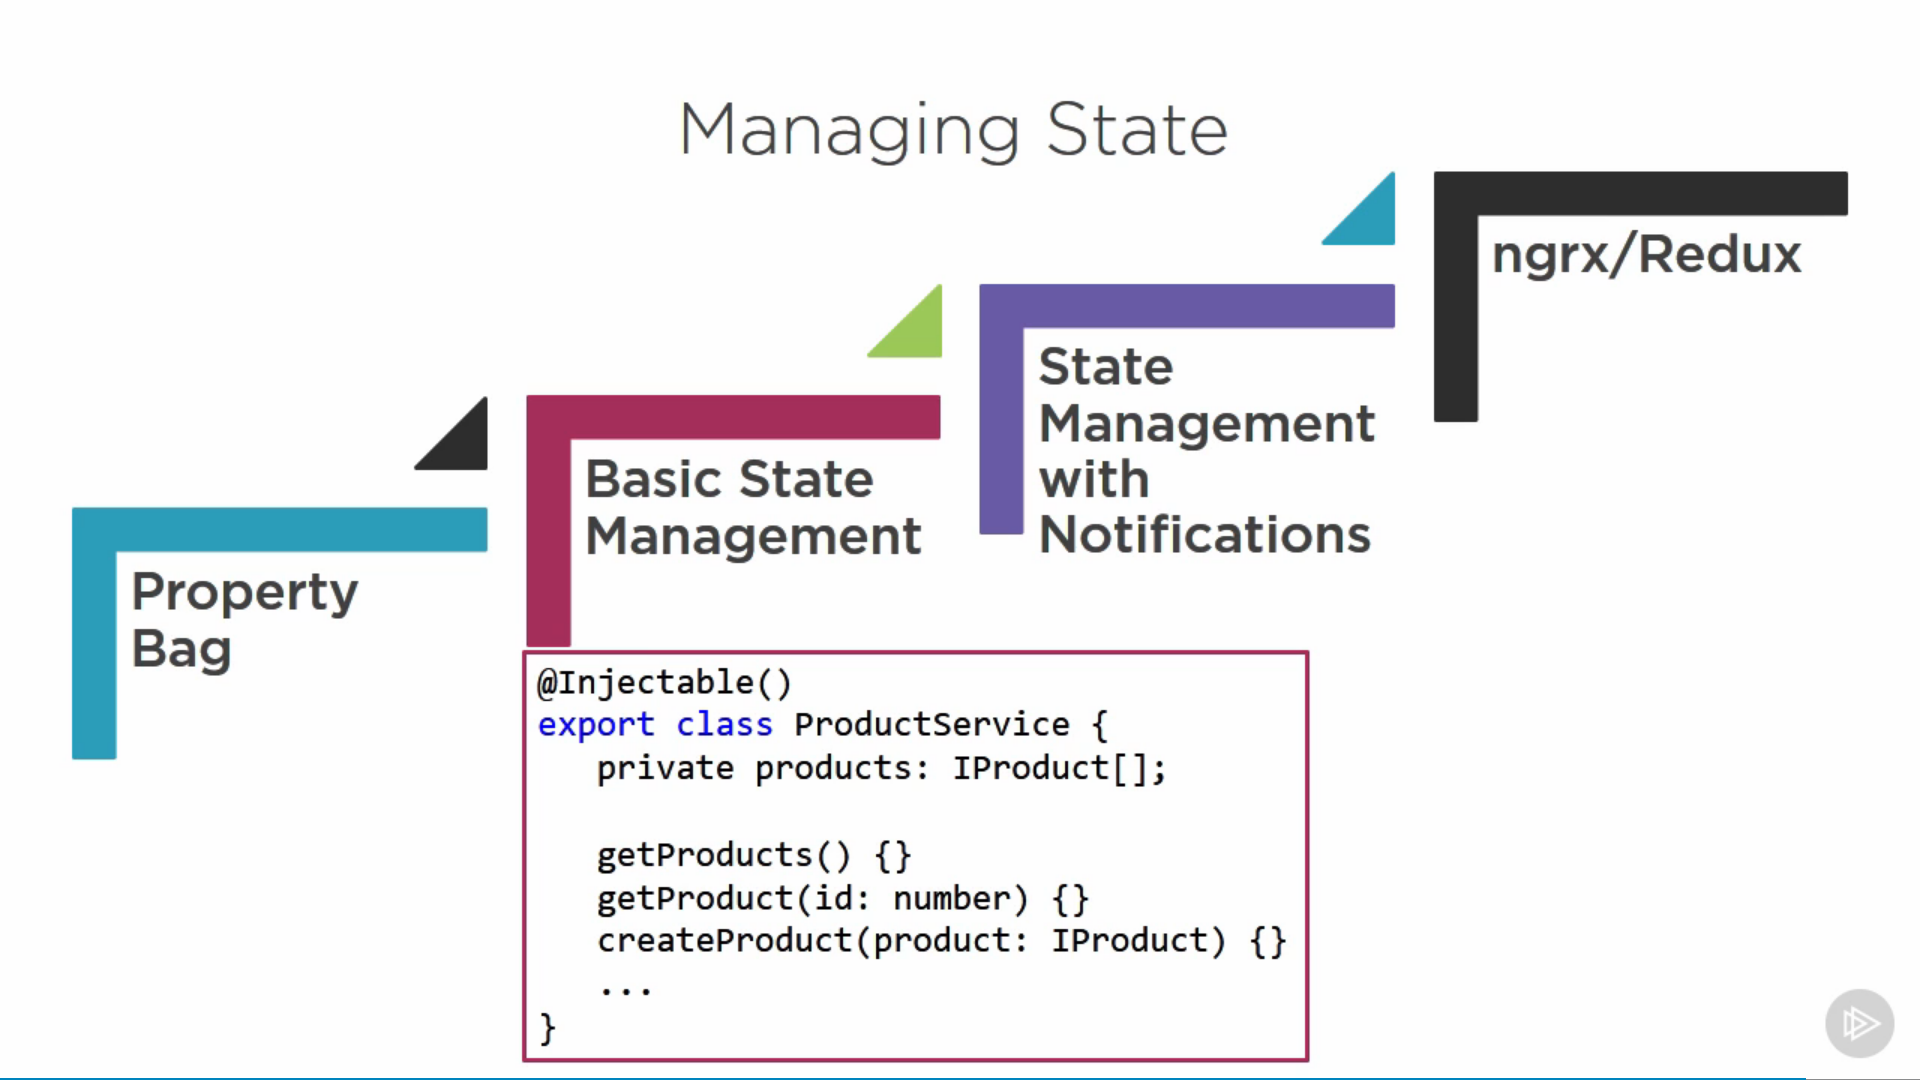 Managing State
Property
Bag
Basic State
Management
State
Management
with
Notifications
ngrx/Redux
@Injectable()
export class ProductService {
private products: IProduct[];
getProducts() {}
getProduct(id: number) {}
createProduct(product: IProduct) {}
...
}